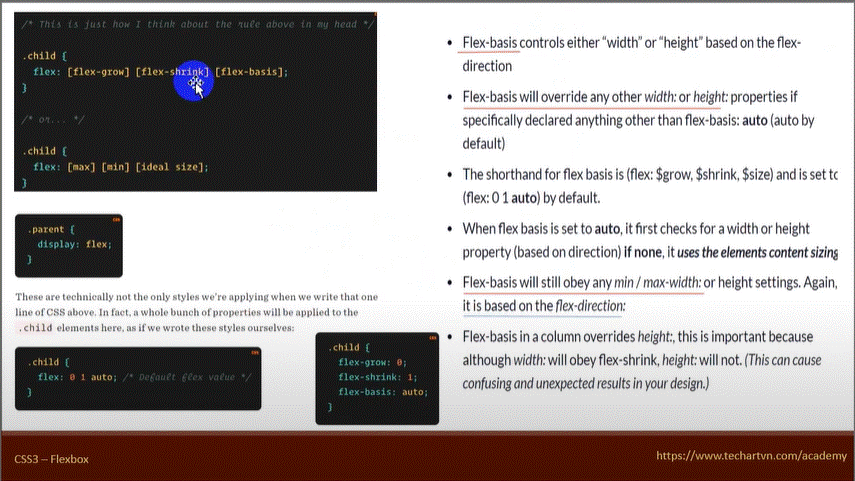 /* This is just how I think about the rule above in my head */
.child {
flex: [flex-grow] [flex-shrink] [flex-basis];
}
/* or... */
.child {
flex: [max] [min] [ideal size];
}
.parent {
display: flex;
}
These are technically not the only styles we're applying when we write that one
line of CSS above. In fact, a whole bunch of properties will be applied to the
.child elements here, as if we wrote these styles ourselves:
.child {
flex: 0 1 auto; /* Default flex value */
}
.child {
flex-grow: 0;
flex-shrink: 1;
flex-basis: auto;
}
• Flex-basis controls either “width” or “height” based on the flex-
direction
• Flex-basis will override any other width: or height: properties if
specifically declared anything other than flex-basis: auto (auto by
default)
• The shorthand for flex basis is (flex: $grow, $shrink, $size) and is set to
(flex: 0 1 auto) by default.
• When flex basis is set to auto, it first checks for a width or height
property (based on direction) if none, it uses the elements content sizing
• Flex-basis will still obey any min / max-width: or height settings. Again,
it is based on the flex-direction:
• Flex-basis in a column overrides height:, this is important because
although width: will obey flex-shrink, height: will not. (This can cause
confusing and unexpected results in your design.)
CSS3 – Flexbox
https://www.techartvn.com/academy